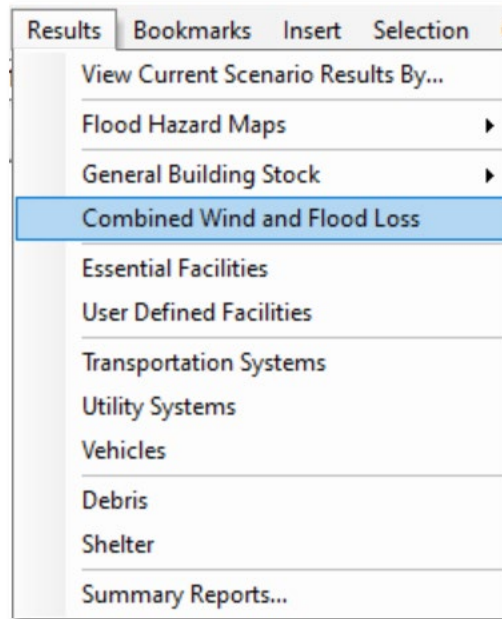 Results Bookmarks Insert Selection
View Current Scenario Results By...
Flood Hazard Maps
General Building Stock
Combined Wind and Flood Loss
Essential Facilities
User Defined Facilities
Transportation Systems
Utility Systems
Vehicles
Debris
Shelter
Summary Reports...